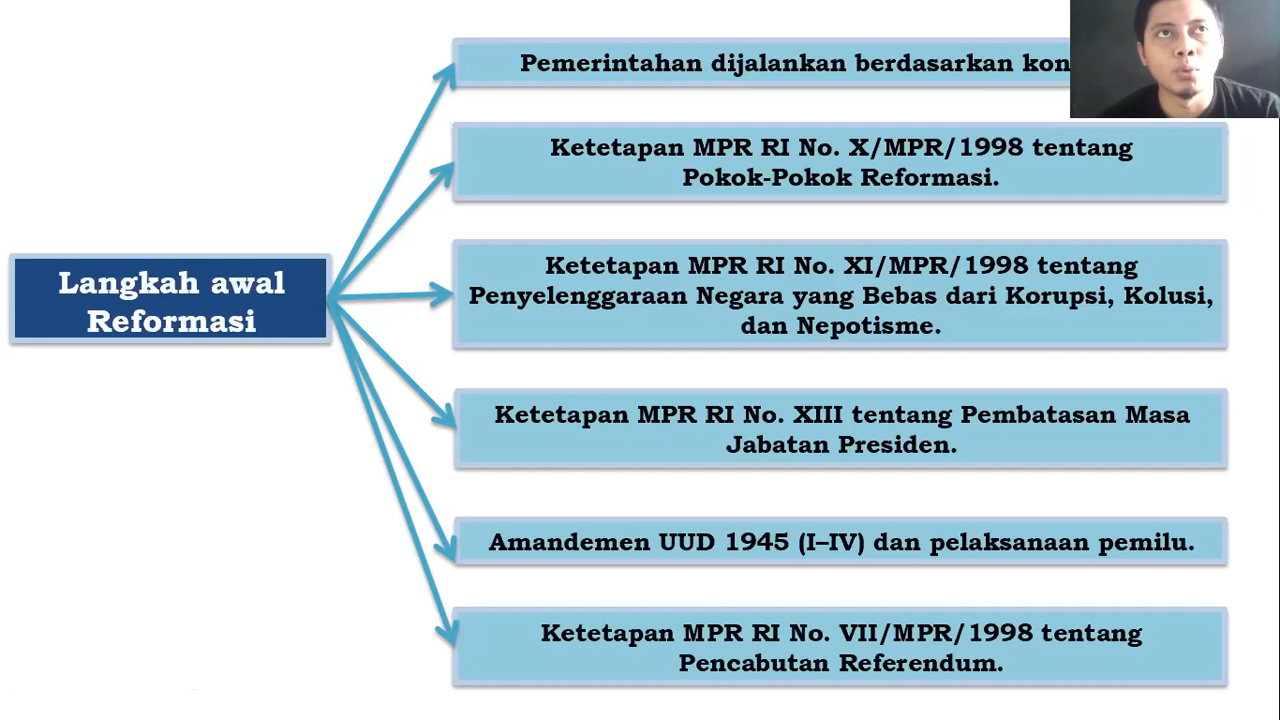 Pemerintahan dijalankan berdasarkan
Ketetapan MPR RI No. X/MPR/1998 tentang
Pokok-Pokok Reformasi.
Langkah awal
Reformasi
Ketetapan MPR RI No. XI/MPR/1998 tentang
Penyelenggaraan Negara yang Bebas dari Korupsi, Kolusi,
dan Nepotisme.
Ketetapan MPR RI No. XIII tentang Pembatasan Masa
Jabatan Presiden.
Amandemen UUD 1945 (I–IV) dan pelaksanaan pemilu.
Ketetapan MPR RI No. VII/MPR/1998 tentang
Pencabutan Referendum.